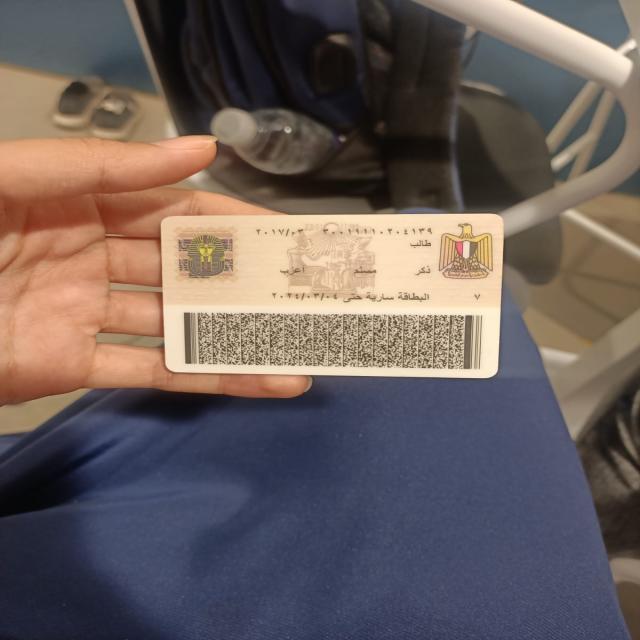 ٢٠١٧/٠٣
طالب
ذكر مسلم أعزب
البطاقة سارية حتى ٢٠٢٤/٠٣/٠٤
٧